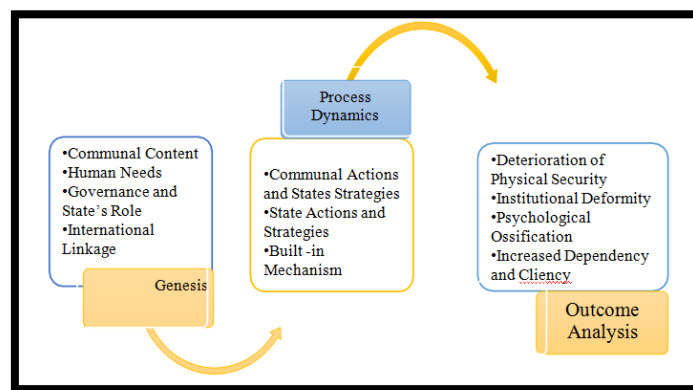 •Communal Content
•Human Needs
•Governance and
State's Role
•International
Linkage
Genesis
Process
Dynamics
•Communal Actions
and States Strategies
•State Actions and
Strategies
•Built -in
Mechanism
•Deterioration of
Physical Security
•Institutional Deformity
•Psychological
Ossification
•Increased Dependency
and Cliency
Outcome
Analysis